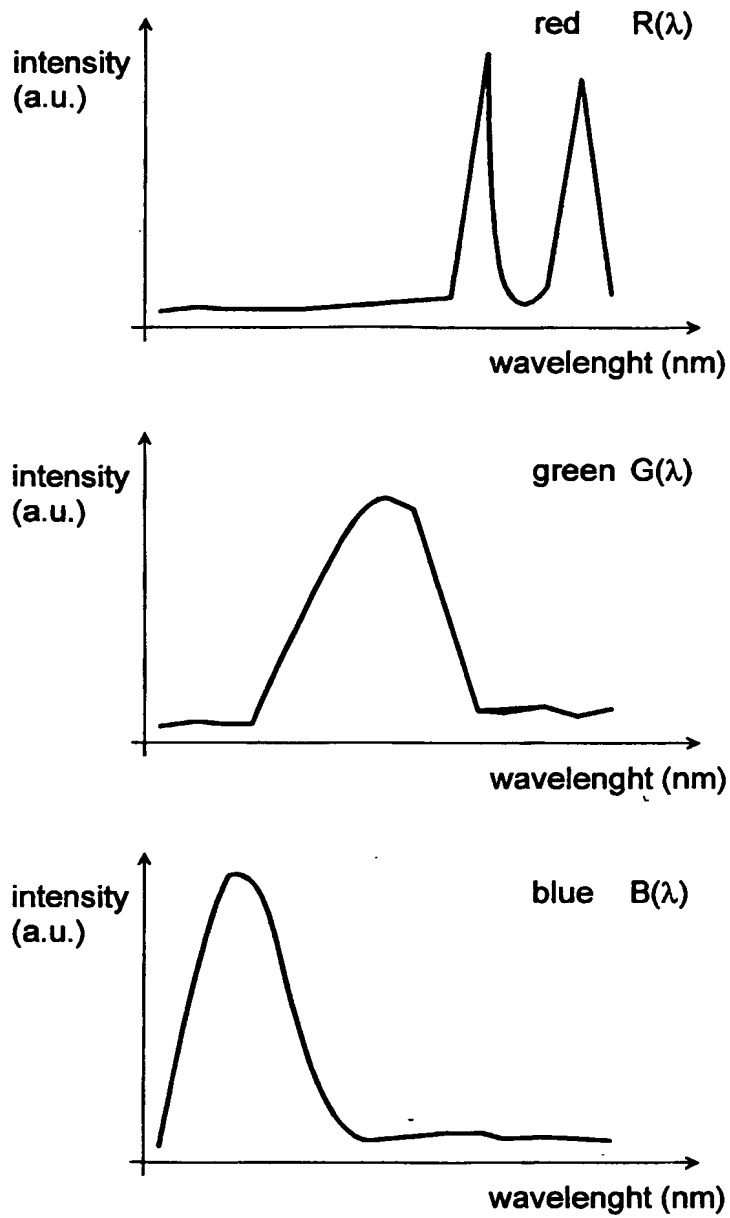 red R(λ)
intensity
(a.u.)
wavelenght (nm)
green G(λ)
intensity
(a.u.)
wavelenght (nm)
blue B(λ)
intensity
(a.u.)
wavelenght (nm)